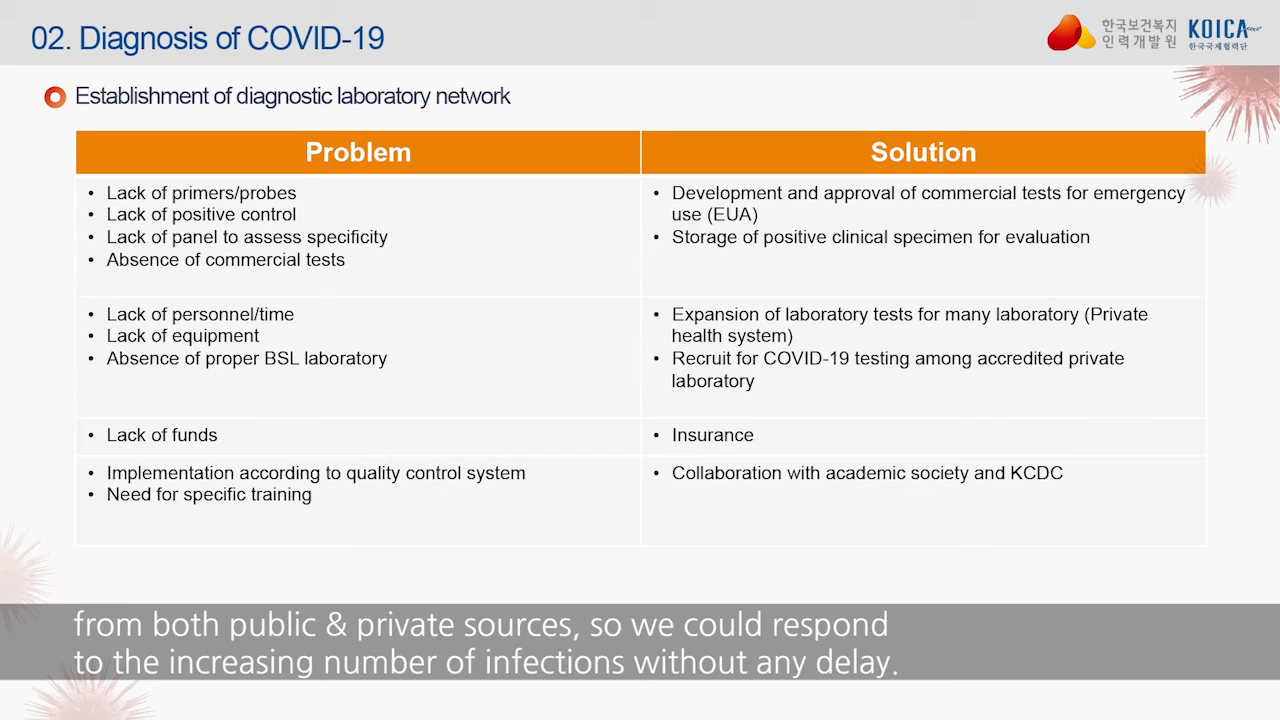 02. Diagnosis of COVID-19
한국보건복지
인력개발원
KOICA
한국국제협력단
Establishment of diagnostic laboratory network
Problem
Solution
• Lack of primers/probes
• Lack of positive control
• Lack of panel to assess specificity
• Absence of commercial tests
• Development and approval of commercial tests for emergency
use (EUA)
• Storage of positive clinical specimen for evaluation
• Lack of personnel/time
• Lack of equipment
• Absence of proper BSL laboratory
• Expansion of laboratory tests for many laboratory (Private
health system)
• Recruit for COVID-19 testing among accredited private
laboratory
• Lack of funds
• Insurance
• Implementation according to quality control system
• Need for specific training
• Collaboration with academic society and KCDC
from both public & private sources, so we could respond
to the increasing number of infections without any delay.